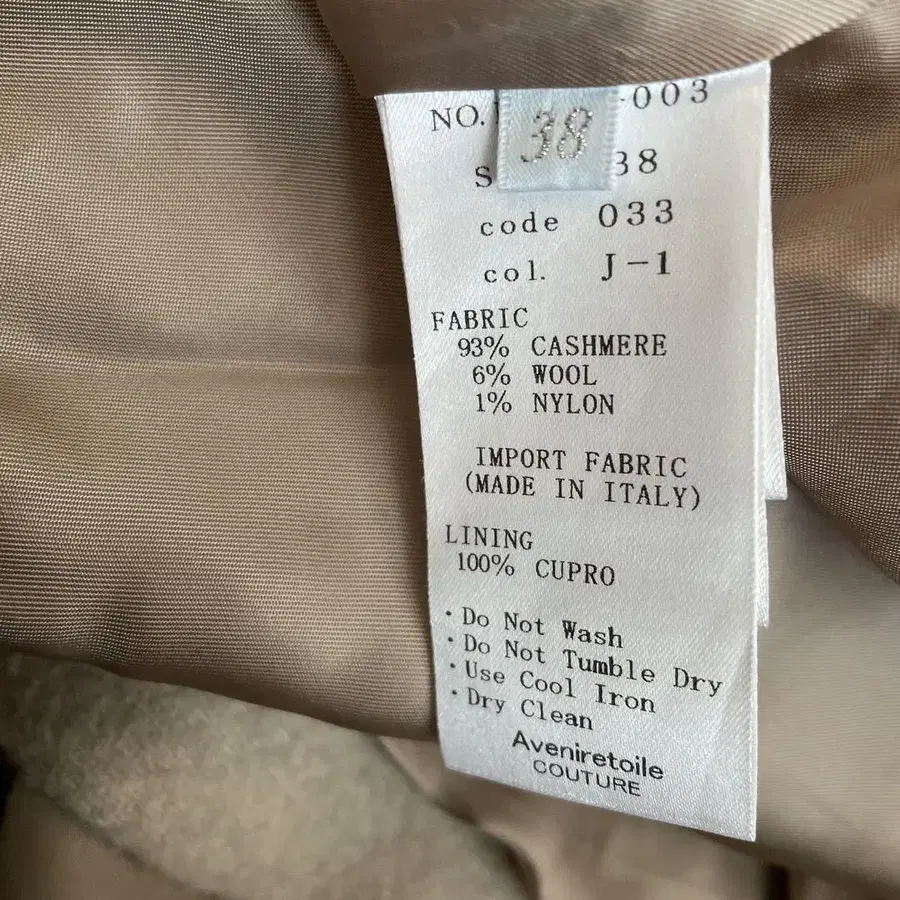 NO. -003
38
38
code 033
col. J-1
FABRIC
93% CASHMERE
6% WOOL
1% NYLON
IMPORT FABRIC
(MADE IN ITALY)
LINING
100% CUPRO
・Do Not Wash
・Do Not Tumble Dry
・Use Cool Iron
・Dry Clean
Aveniretoile
COUTURE